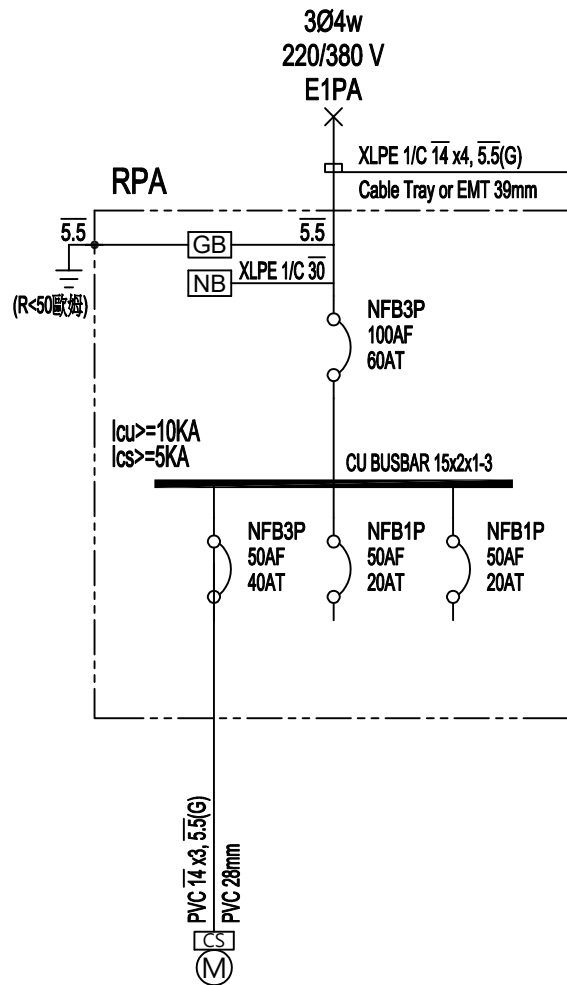 3Ø4w
220/380 V
E1PA
XLPE 1/C 14 x4, 5.5(G)
Cable Tray or EMT 39mm
RPA
5.5
GB
5.5
NB
XLPE 1/C 30
(R<50歐姆)
NFB3P
100AF
60AT
Icu>=10KA
Ics>=5KA
CU BUSBAR 15x2x1-3
NFB3P
50AF
40AT
NFB1P
50AF
20AT
NFB1P
50AF
20AT
PVC 14 x3, 5.5(G)
PVC 28mm
CS
M